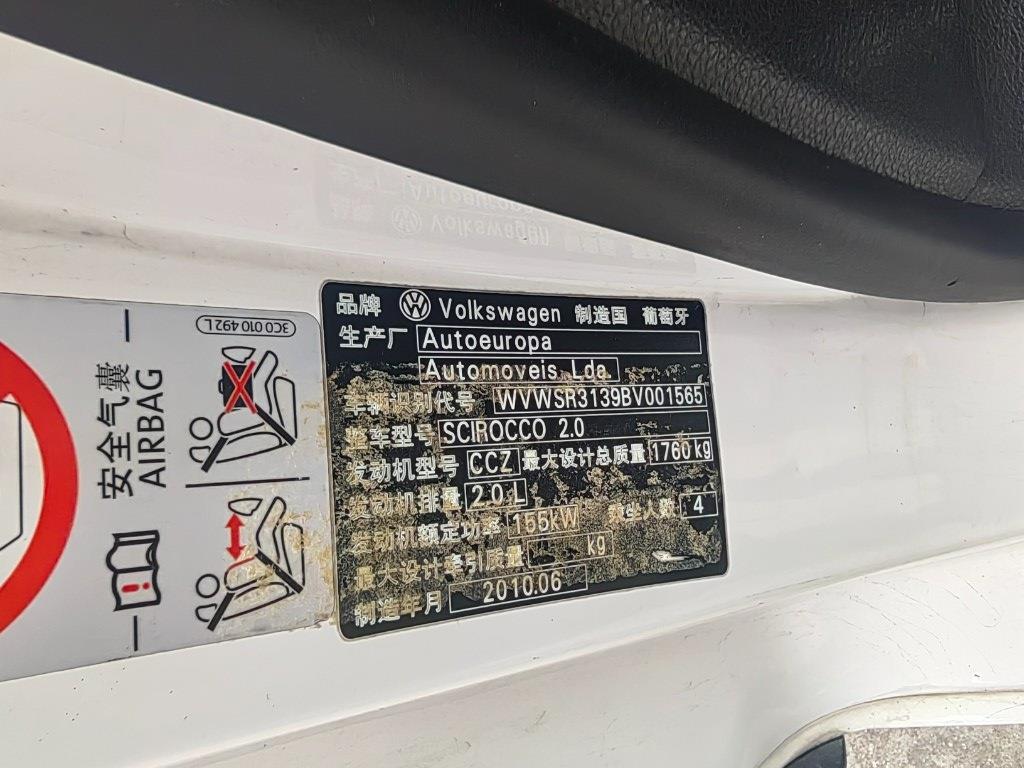 品牌 Volkswagen 制造国 葡萄牙
生产厂 Autoeuropa
Automoveis Lda
车辆识别代号 WVWSR3139BV001565
整车型号 SCIROCCO 2.0
发动机型号 CCZ 最大设计总质量 1760 kg
发动机排量 2.0 L
发动机额定功率 155kW 乘坐人数 4
最大设计牵引质量 kg
制造年月 2010.06
3C0 010 492 L
安全气囊
AIRBAG
Autoeuropa
Volkswagen